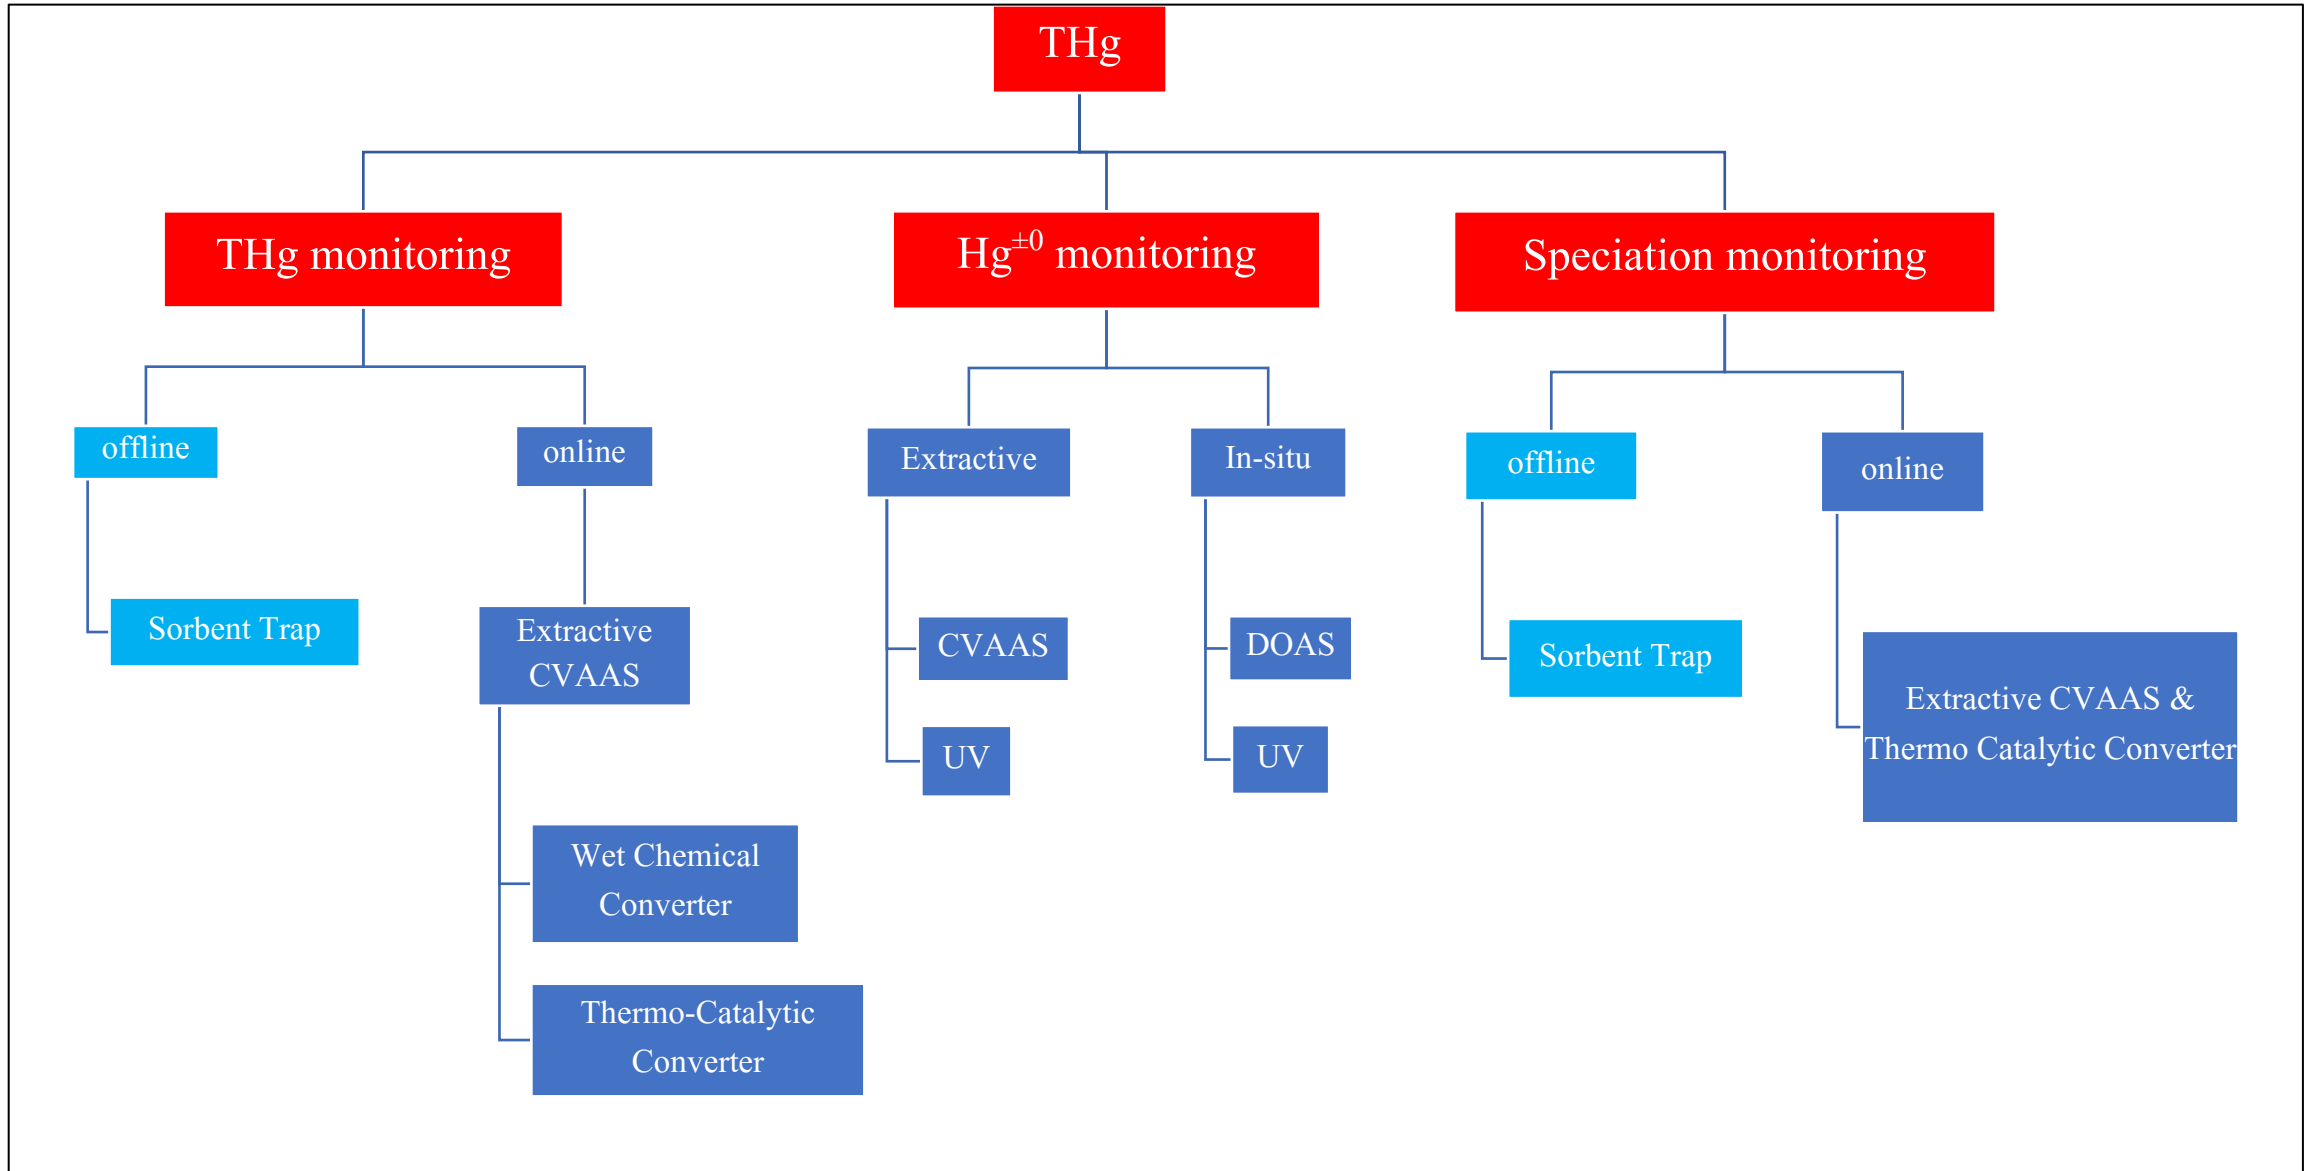 THg
THg monitoring
Hg±0 monitoring
Speciation monitoring
offline
online
Extractive
In-situ
offline
online
Sorbent Trap
Extractive
CVAAS
CVAAS
UV
DOAS
UV
Sorbent Trap
Extractive CVAAS &
Thermo Catalytic Converter
Wet Chemical
Converter
Thermo-Catalytic
Converter